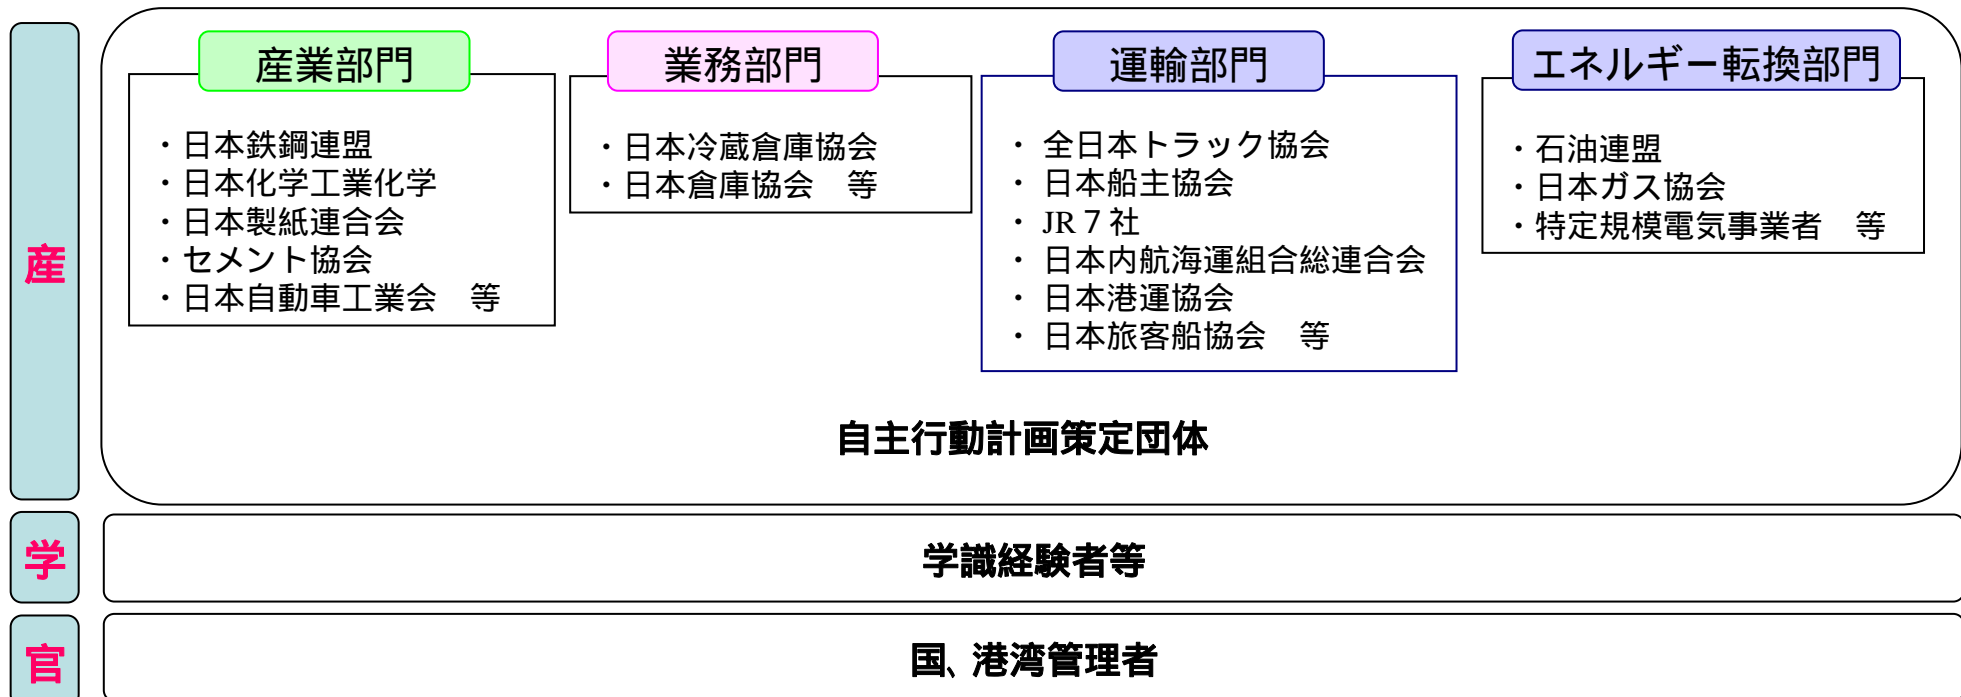 産
産業部門
・日本鉄鋼連盟
・日本化学工業化学
・日本製紙連合会
・セメント協会
・日本自動車工業会　等
業務部門
・日本冷蔵倉庫協会
・日本倉庫協会　等
運輸部門
・ 全日本トラック協会
・ 日本船主協会
・ JR７社
・ 日本内航海運組合総連合会
・ 日本港運協会
・ 日本旅客船協会　等
エネルギー転換部門
・石油連盟
・日本ガス協会
・特定規模電気事業者　等
自主行動計画策定団体
学
学識経験者等
官
国、港湾管理者